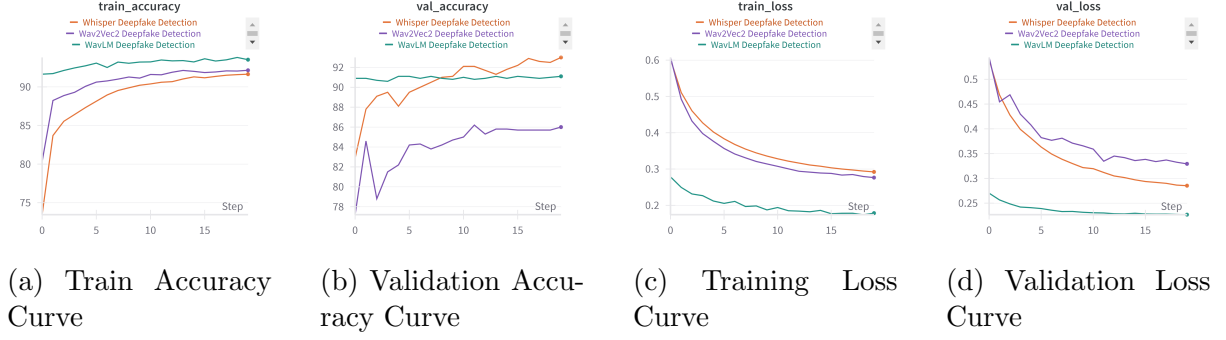 train_accuracy
Whisper Deepfake Detection
Wav2Vec2 Deepfake Detection
WavLM Deepfake Detection
90
85
80
75
Step
0 5 10 15
(a) Train Accuracy
Curve
val_accuracy
Whisper Deepfake Detection
Wav2Vec2 Deepfake Detection
WavLM Deepfake Detection
92
90
88
86
84
82
80
78
Step
0 5 10 15
(b) Validation Accu-
racy Curve
train_loss
Whisper Deepfake Detection
Wav2Vec2 Deepfake Detection
WavLM Deepfake Detection
0.6
0.5
0.4
0.3
0.2
Step
0 5 10 15
(c) Training Loss
Curve
val_loss
Whisper Deepfake Detection
Wav2Vec2 Deepfake Detection
WavLM Deepfake Detection
0.5
0.45
0.4
0.35
0.3
0.25
Step
0 5 10 15
(d) Validation Loss
Curve